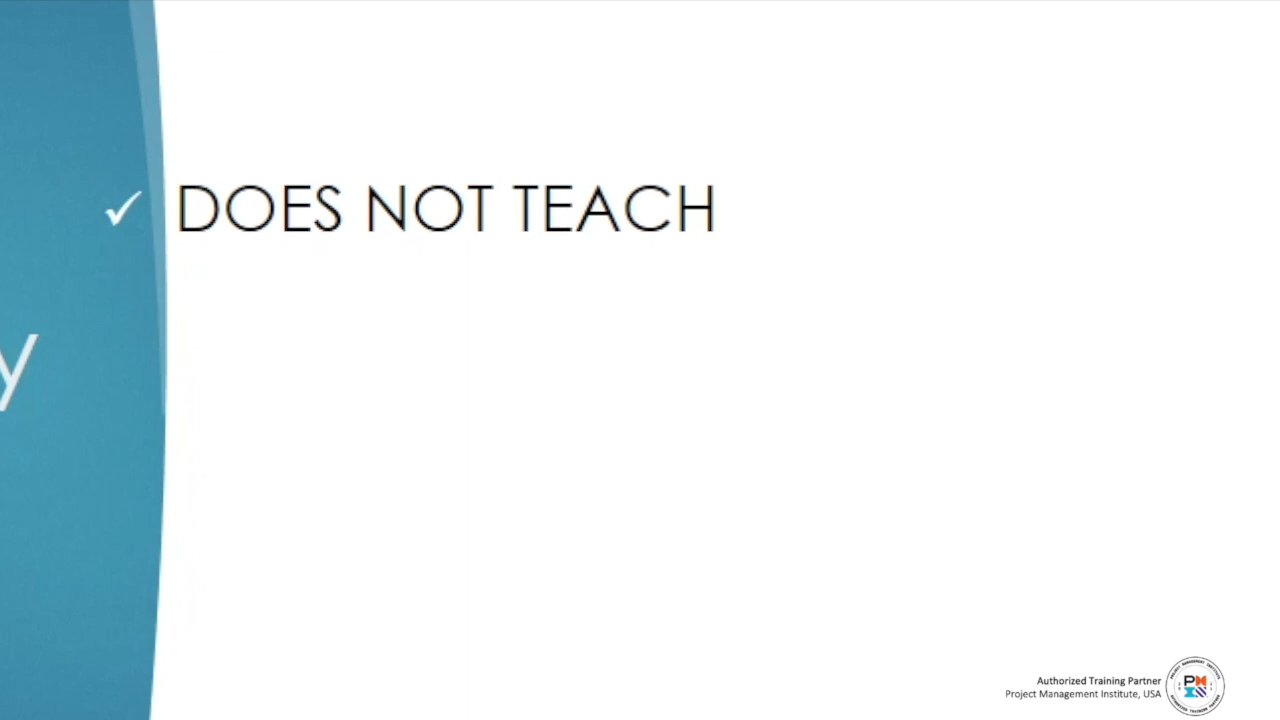 ✓ DOES NOT TEACH
y
Authorized Training Partner
Project Management Institute, USA